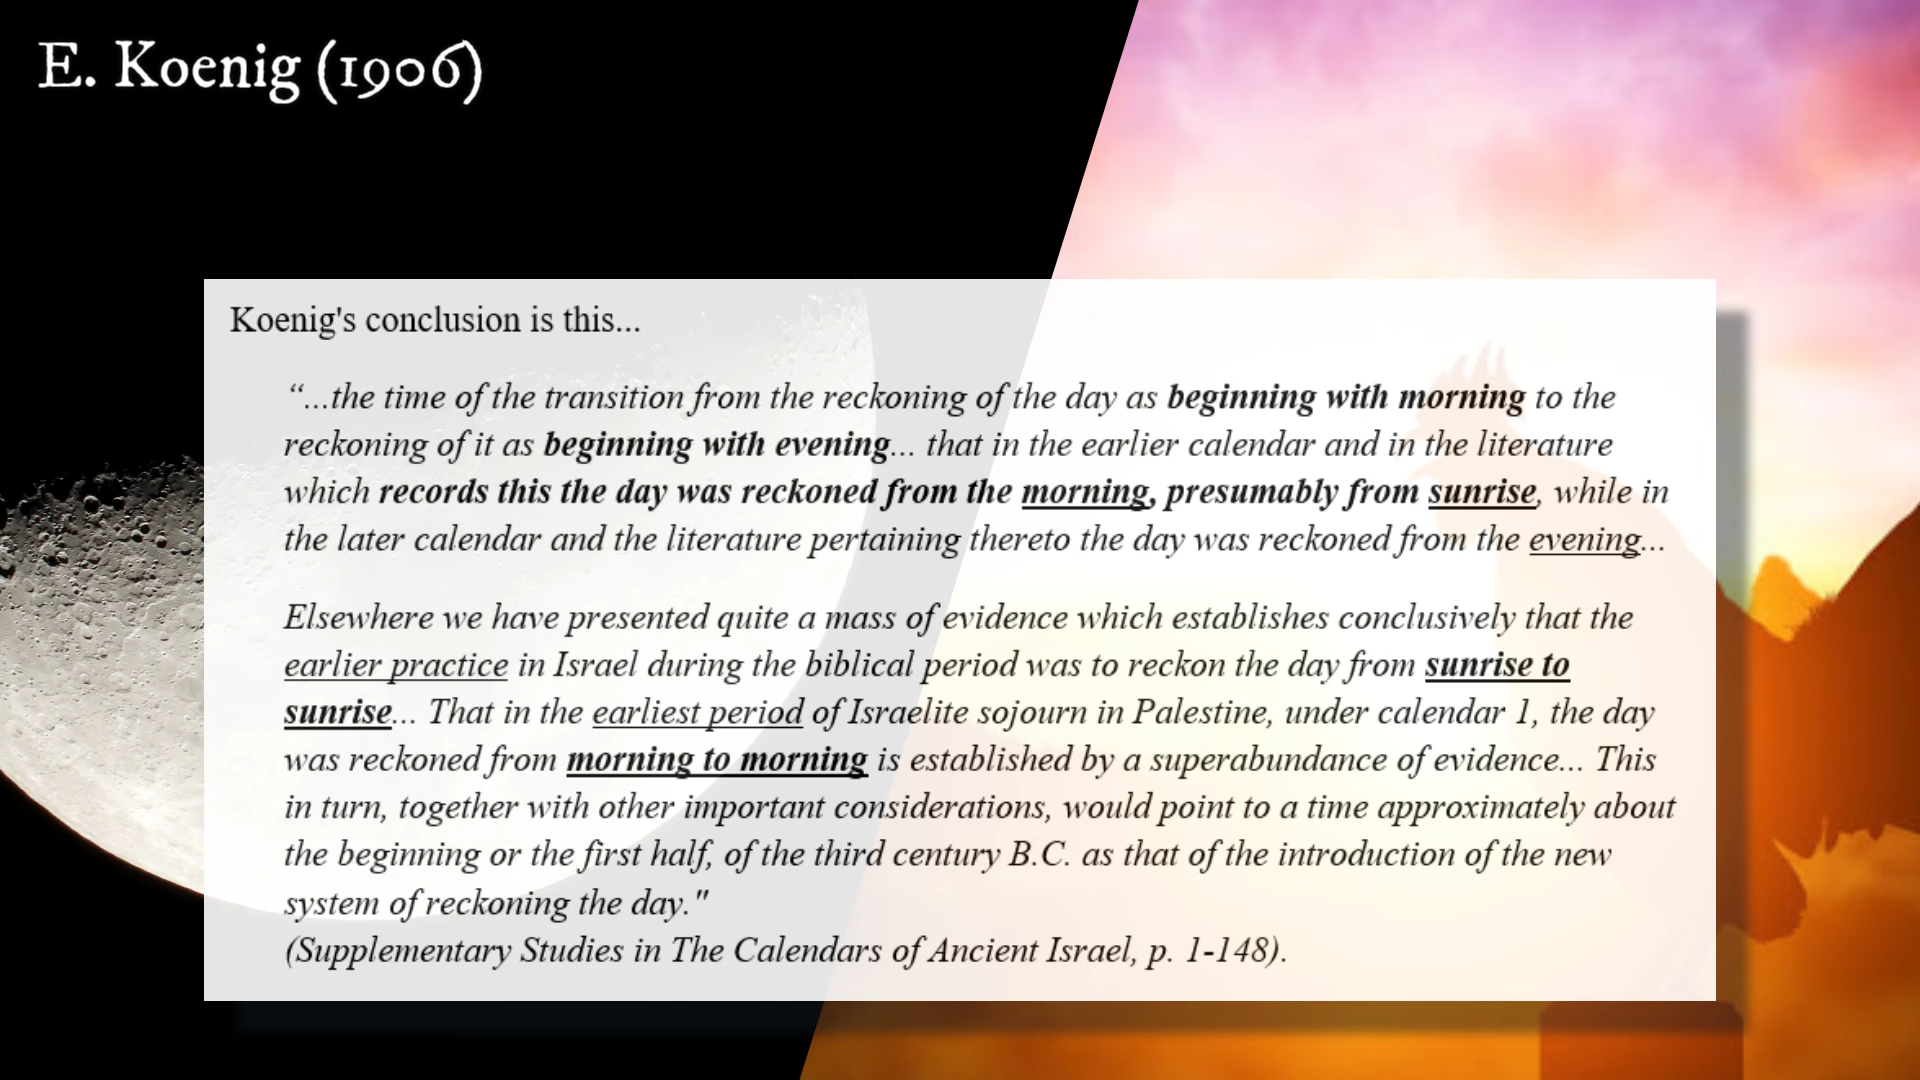 E. Koenig (1906)
Koenig's conclusion is this...
“...the time of the transition from the reckoning of the day as beginning with morning to the
reckoning of it as beginning with evening... that in the earlier calendar and in the literature
which records this the day was reckoned from the morning, presumably from sunrise, while in
the later calendar and the literature pertaining thereto the day was reckoned from the evening...
Elsewhere we have presented quite a mass of evidence which establishes conclusively that the
earlier practice in Israel during the biblical period was to reckon the day from sunrise to
sunrise... That in the earliest period of Israelite sojourn in Palestine, under calendar 1, the day
was reckoned from morning to morning is established by a superabundance of evidence... This
in turn, together with other important considerations, would point to a time approximately about
the beginning or the first half, of the third century B.C. as that of the introduction of the new
system of reckoning the day."
(Supplementary Studies in The Calendars of Ancient Israel, p. 1-148).